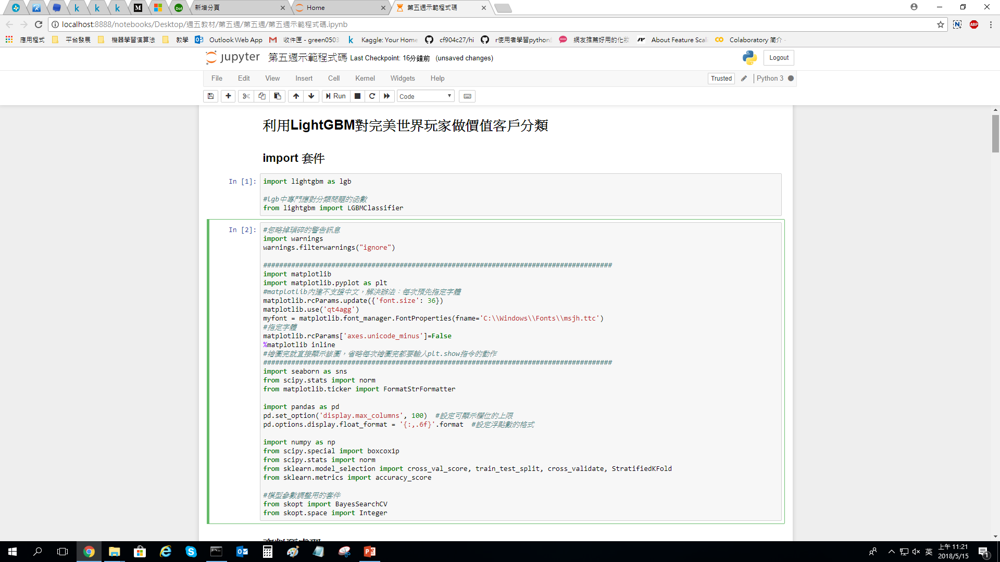 新增分頁
Home
第五週示範程式碼
localhost:8888/notebooks/Desktop/週五教材/第五週/第五週/第五週示範程式碼.ipynb
應用程式 平台發展 機器學習演算法 教學 Outlook Web App 收件匣 - green0503 Kaggle: Your Home cf904c27/hi r使用者學習python 網友推薦好用的化妝 About Feature Scali Colaboratory 簡介
jupyter 第五週示範程式碼 Last Checkpoint: 16分鐘前 (unsaved changes)
Logout
File Edit View Insert Cell Kernel Widgets Help
Trusted Python 3
Run Code
利用LightGBM對完美世界玩家做價值客戶分類
import 套件
In [1]:
import lightgbm as lgb
#lgb中專門應對分類問題的函數
from lightgbm import LGBMClassifier
In [2]:
#忽略掉瑣碎的警告訊息
import warnings
warnings.filterwarnings("ignore")
#######################################################################################
import matplotlib
import matplotlib.pyplot as plt
#matplotlib內建不支援中文，解決辦法：每次預先指定字體
matplotlib.rcParams.update({'font.size': 36})
matplotlib.use('qt4agg')
myfont = matplotlib.font_manager.FontProperties(fname='C:\\Windows\\Fonts\\msjh.ttc')
#指定字體
matplotlib.rcParams['axes.unicode_minus']=False
%matplotlib inline
#繪圖完就直接顯示該圖，省略每次繪圖完都要輸入plt.show指令的動作
#######################################################################################
import seaborn as sns
from scipy.stats import norm
from matplotlib.ticker import FormatStrFormatter
import pandas as pd
pd.set_option('display.max_columns', 100)  #設定可顯示欄位的上限
pd.options.display.float_format = '{:,.6f}'.format  #設定浮點數的格式
import numpy as np
from scipy.special import boxcox1p
from scipy.stats import norm
from sklearn.model_selection import cross_val_score, train_test_split, cross_validate, StratifiedKFold
from sklearn.metrics import accuracy_score
#模型參數調整用的套件
from skopt import BayesSearchCV
from skopt.space import Integer
英
上午 11:21
2018/5/15
1